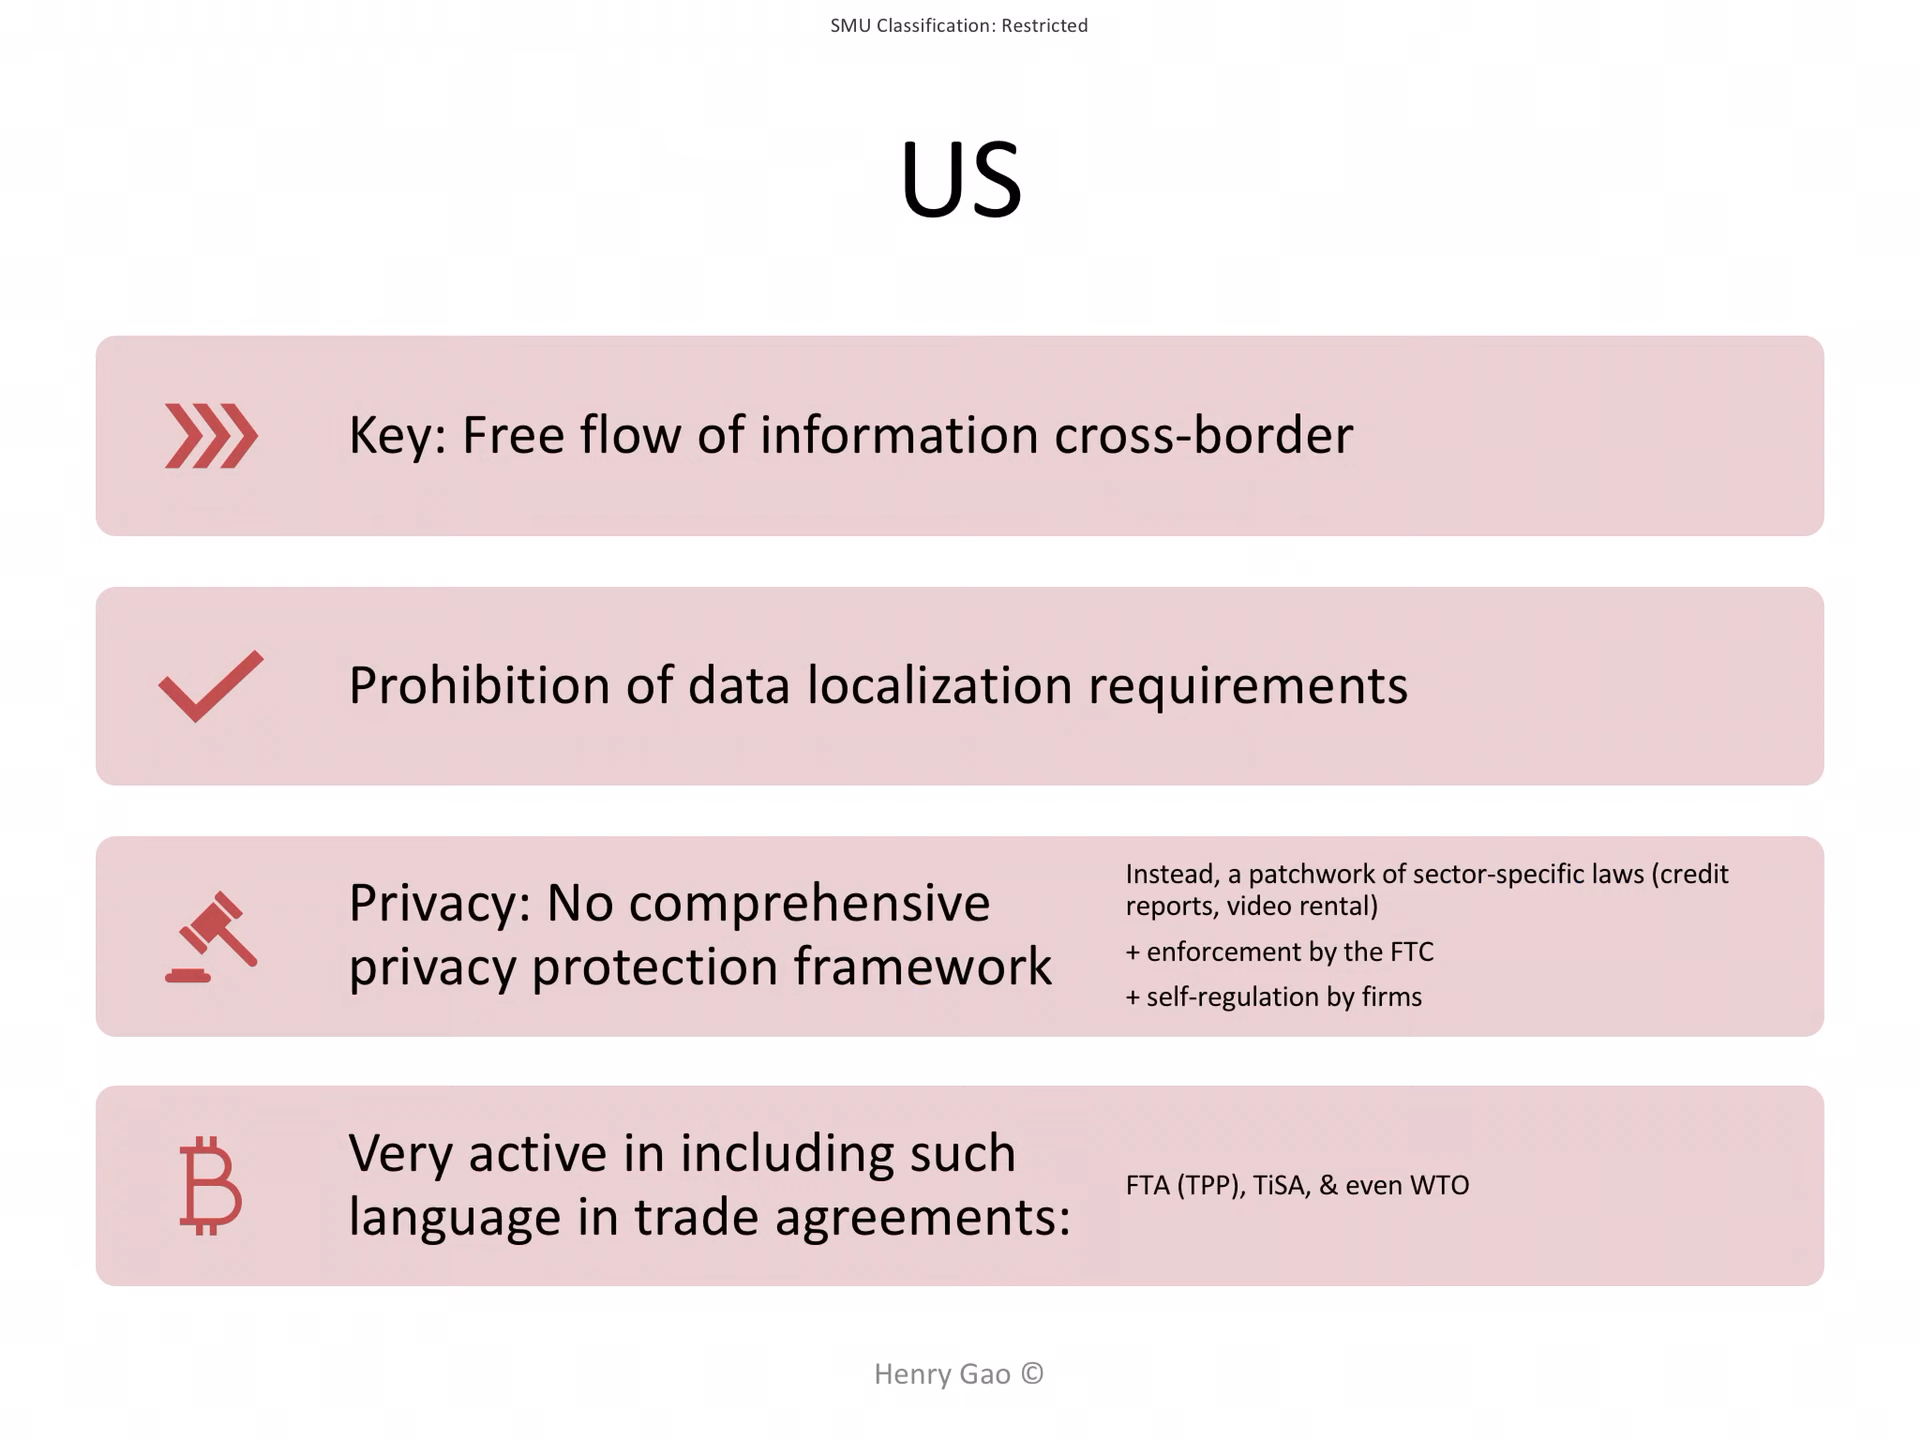 SMU Classification: Restricted
US
Key: Free flow of information cross-border
Prohibition of data localization requirements
Privacy: No comprehensive
privacy protection framework
Instead, a patchwork of sector-specific laws (credit
reports, video rental)
+ enforcement by the FTC
+ self-regulation by firms
Very active in including such
language in trade agreements:
FTA (TPP), TiSA, & even WTO
Henry Gao ©